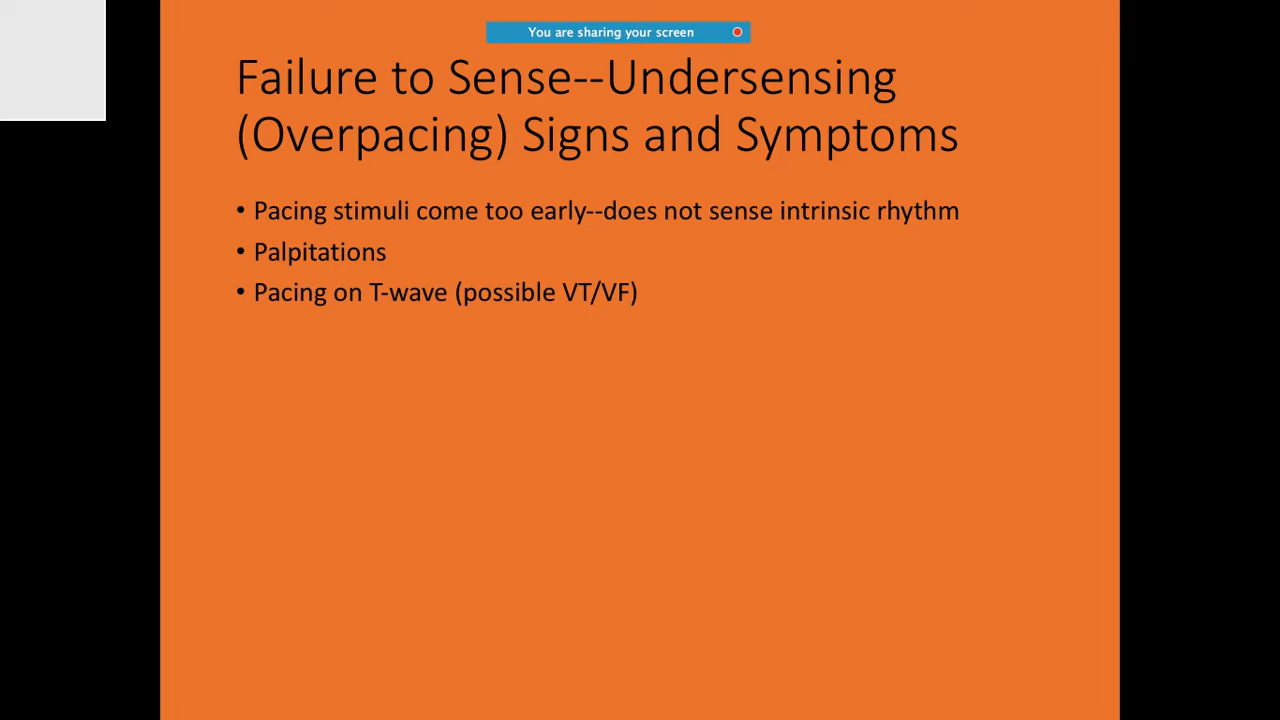 You are sharing your screen
Failure to Sense--Undersensing
(Overpacing) Signs and Symptoms
• Pacing stimuli come too early--does not sense intrinsic rhythm
• Palpitations
• Pacing on T-wave (possible VT/VF)